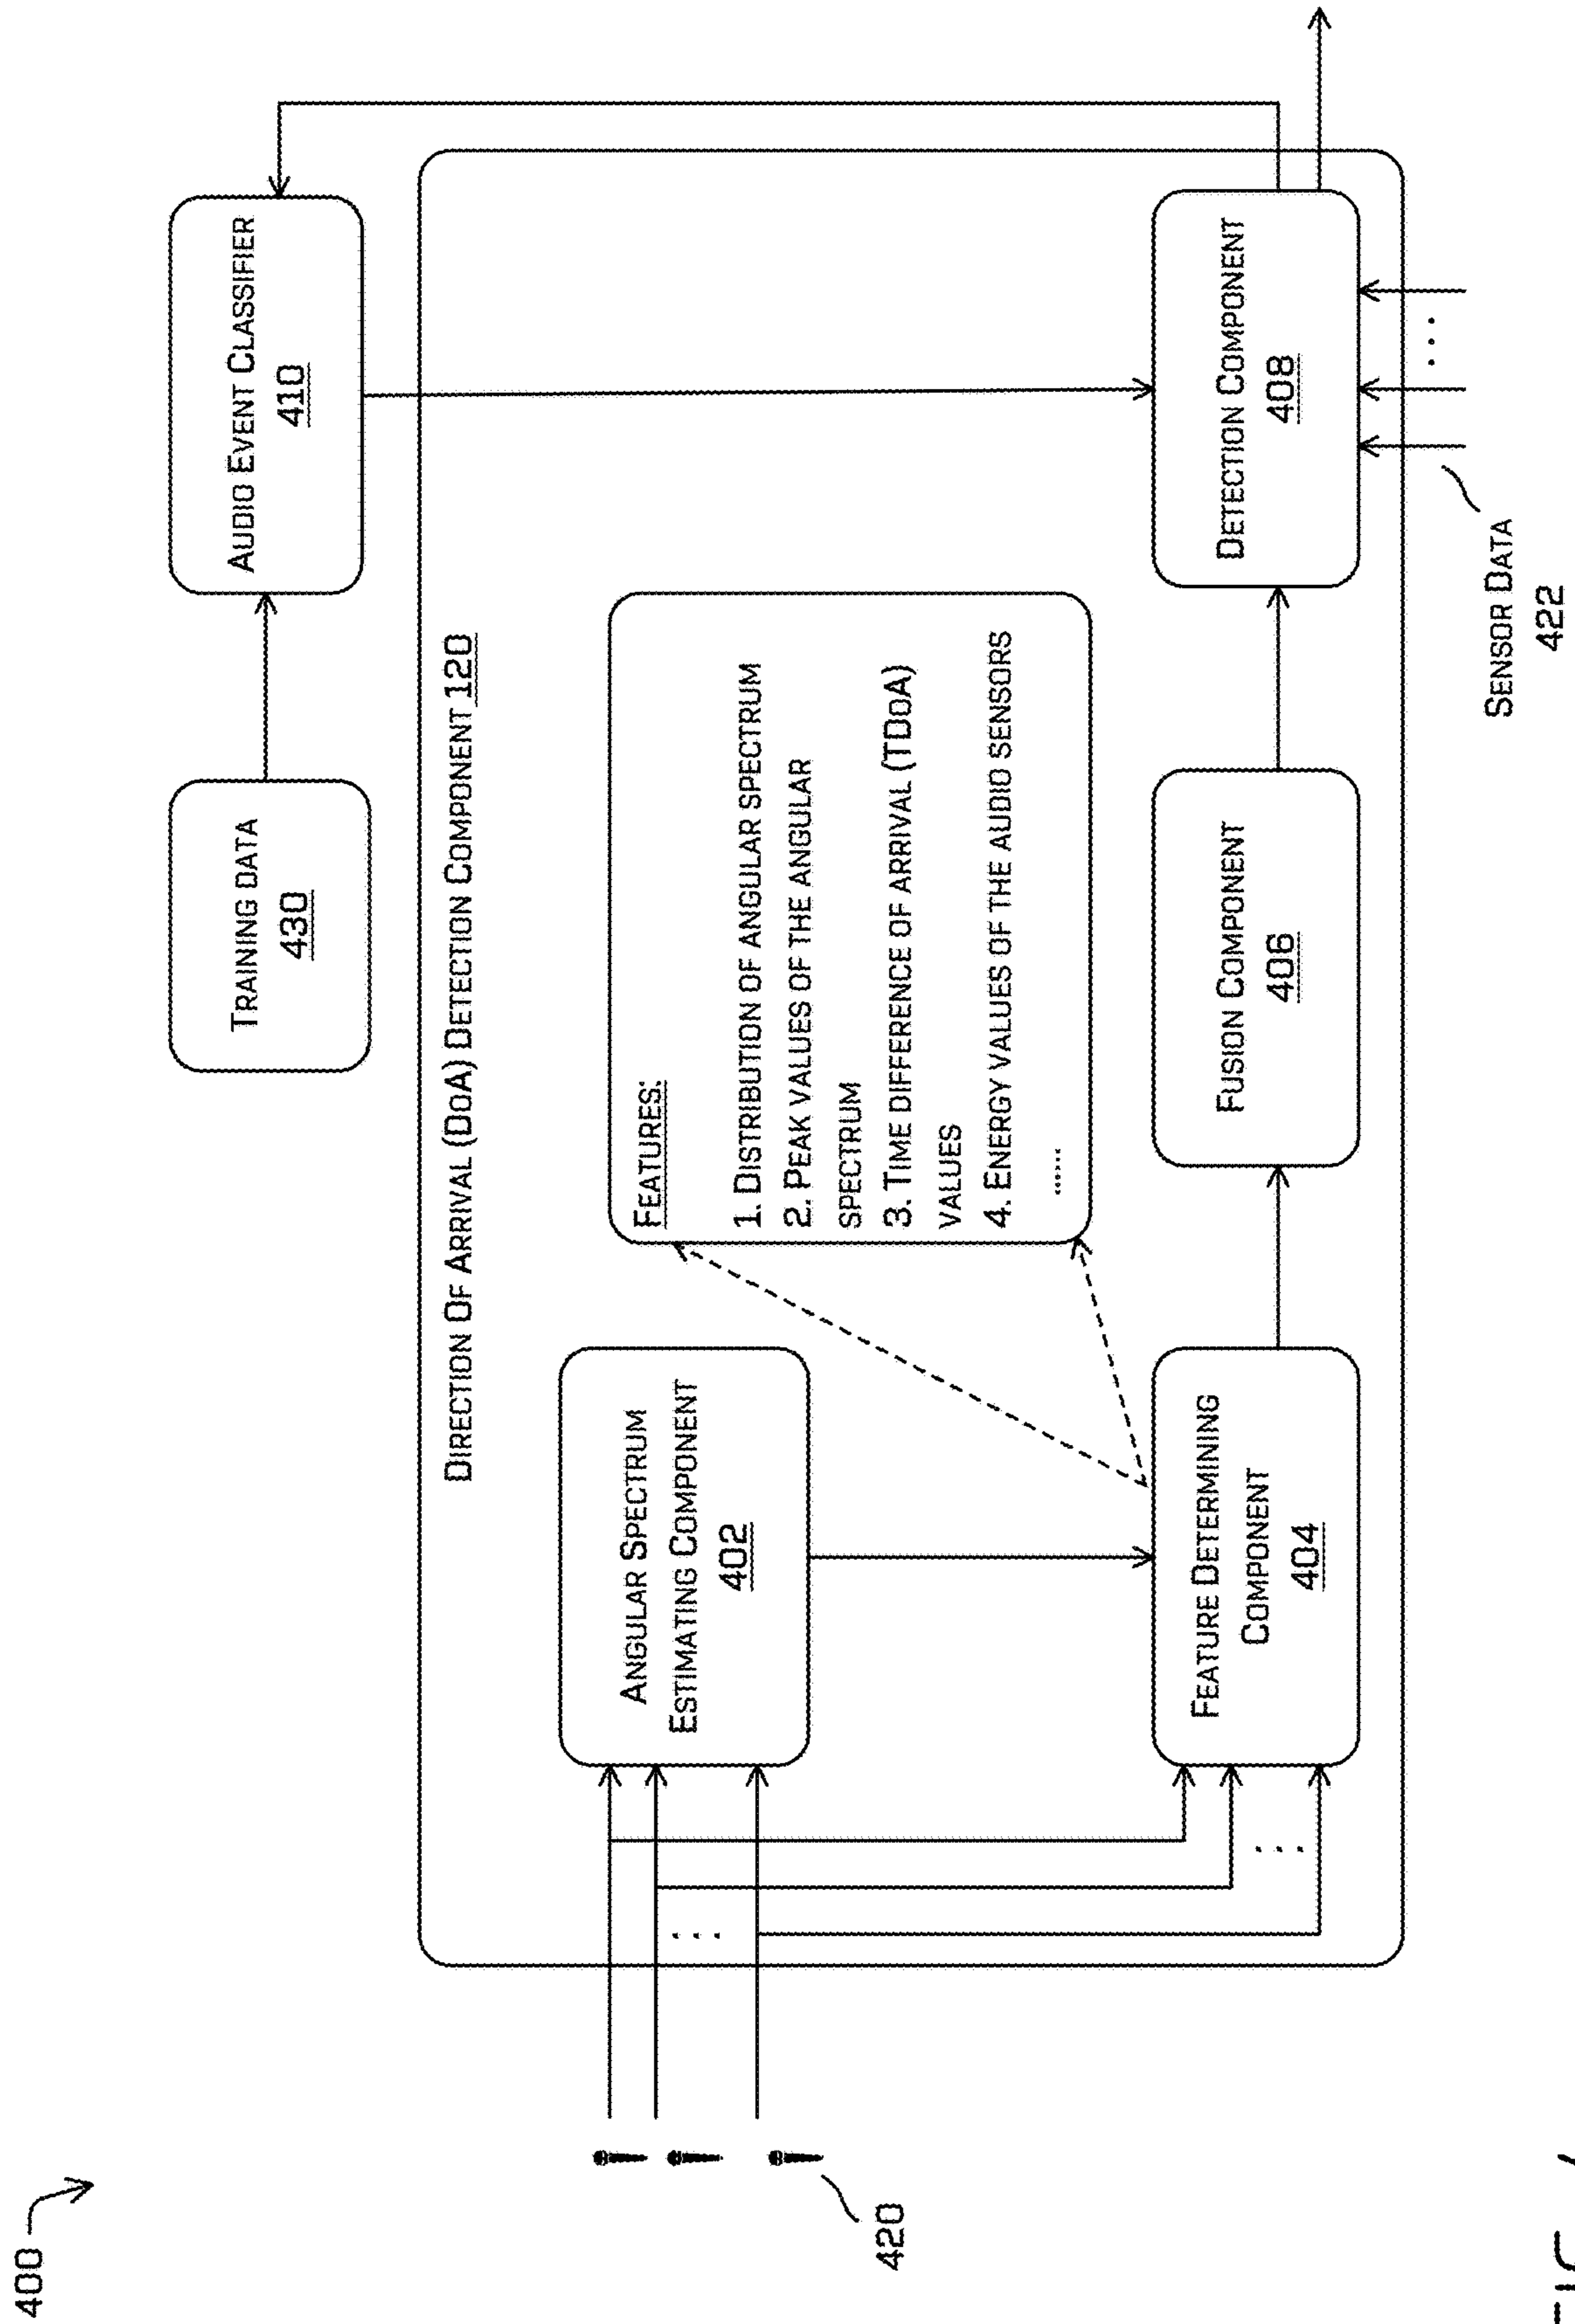 400
TRAINING DATA
430
AUDIO EVENT CLASSIFIER
410
DIRECTION OF ARRIVAL (DOA) DETECTION COMPONENT 120
ANGULAR SPECTRUM
ESTIMATING COMPONENT
402
FEATURES:
1. DISTRIBUTION OF ANGULAR SPECTRUM
2. PEAK VALUES OF THE ANGULAR
SPECTRUM
3. TIME DIFFERENCE OF ARRIVAL (TDOA)
VALUES
4. ENERGY VALUES OF THE AUDIO SENSORS
......
420
FEATURE DETERMINING
COMPONENT
404
FUSION COMPONENT
406
DETECTION COMPONENT
408
SENSOR DATA
422